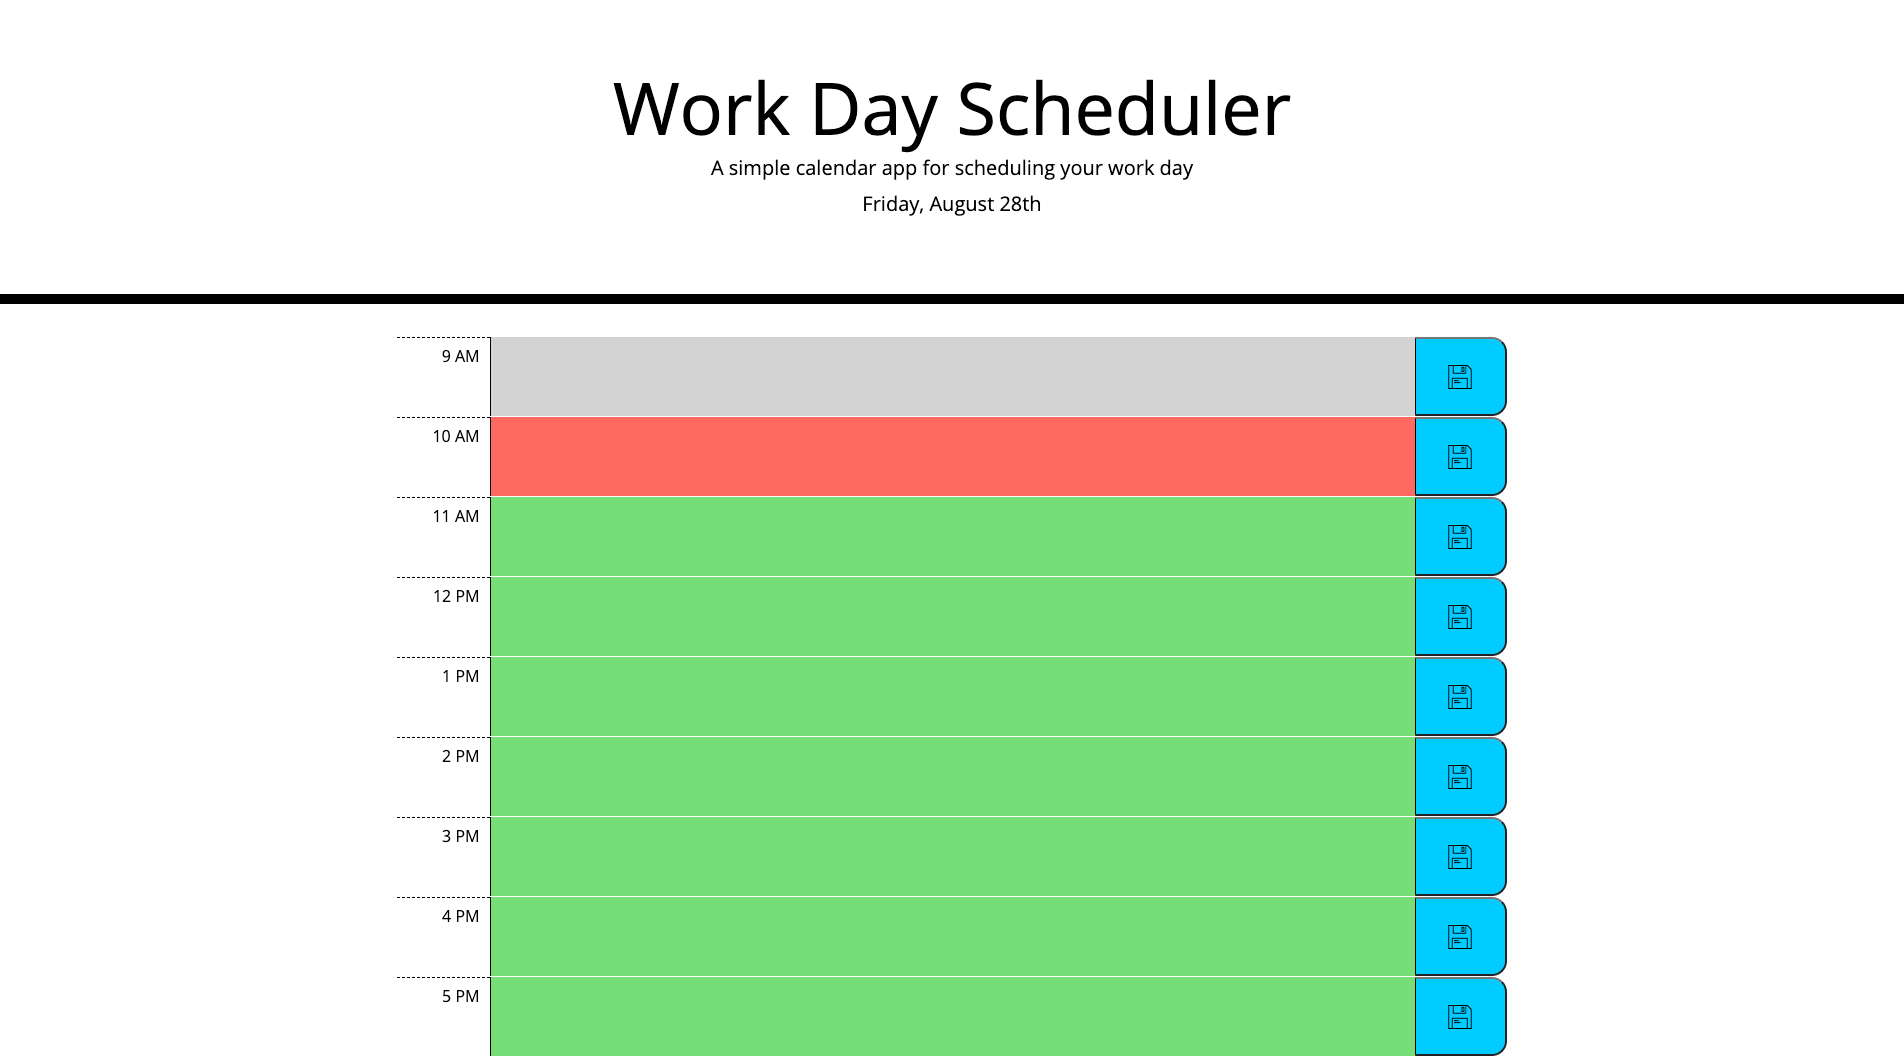 Work Day Scheduler
A simple calendar app for scheduling your work day
Friday, August 28th
9 AM
10 AM
11 AM
12 PM
1 PM
2 PM
3 PM
4 PM
5 PM